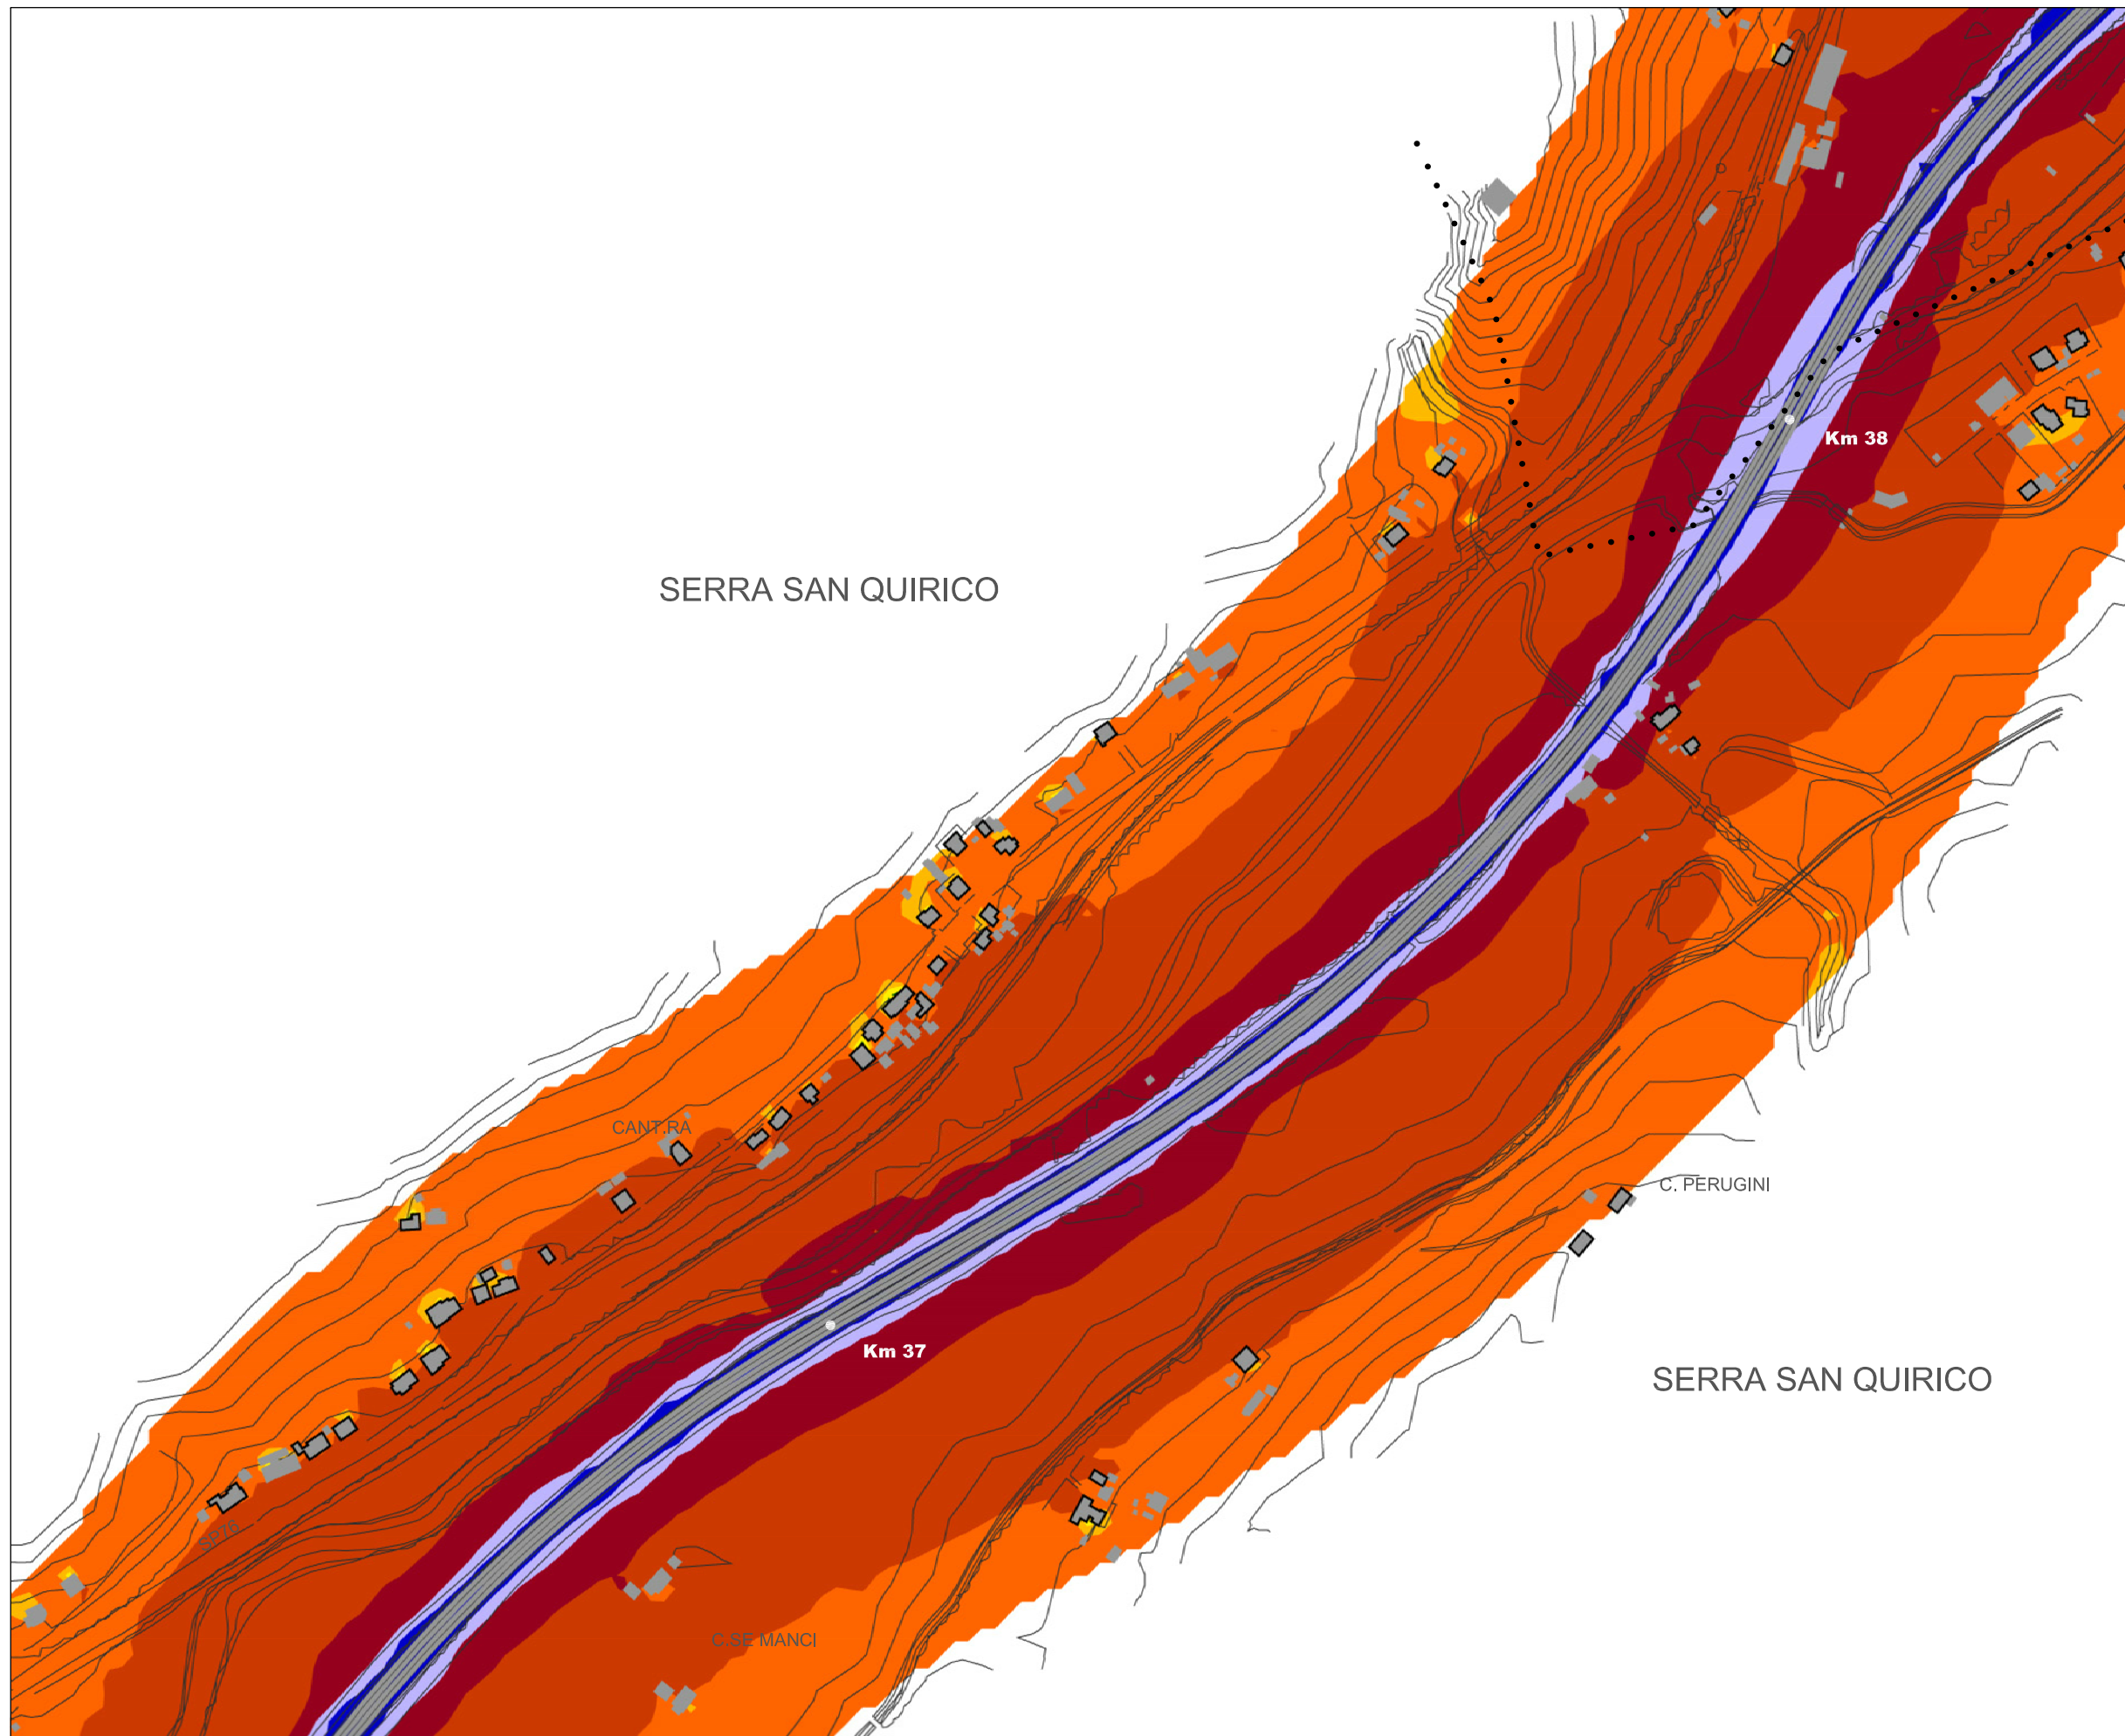 Km 38
SERRA SAN QUIRICO
CANT.RA
C. PERUGINI
Km 37
SERRA SAN QUIRICO
SP76
C.SE MANCI